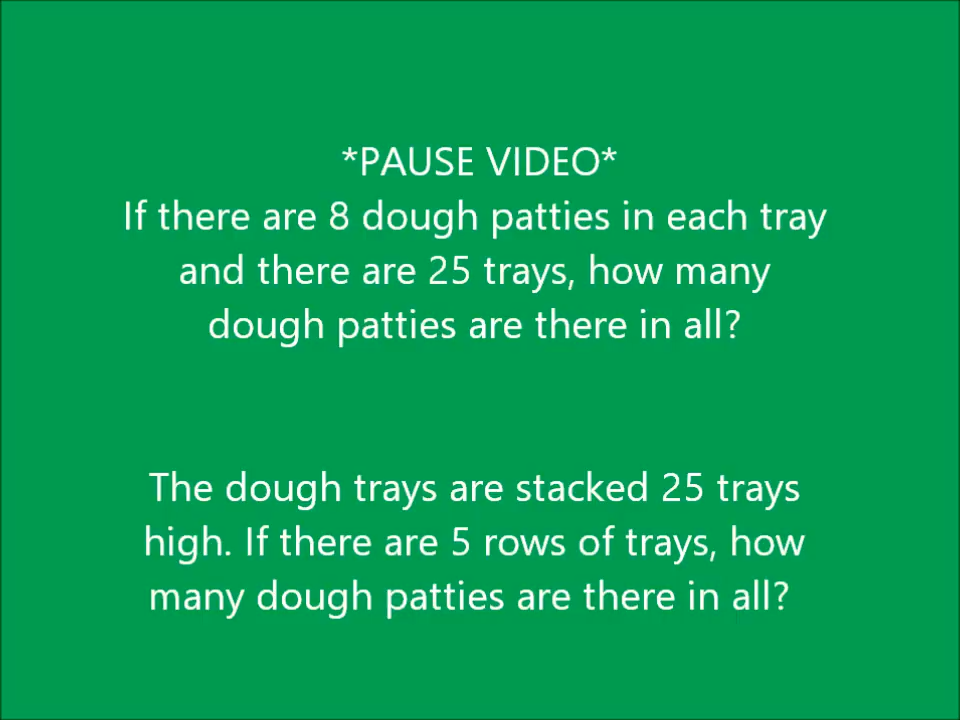 *PAUSE VIDEO*
If there are 8 dough patties in each tray
and there are 25 trays, how many
dough patties are there in all?
The dough trays are stacked 25 trays
high. If there are 5 rows of trays, how
many dough patties are there in all?